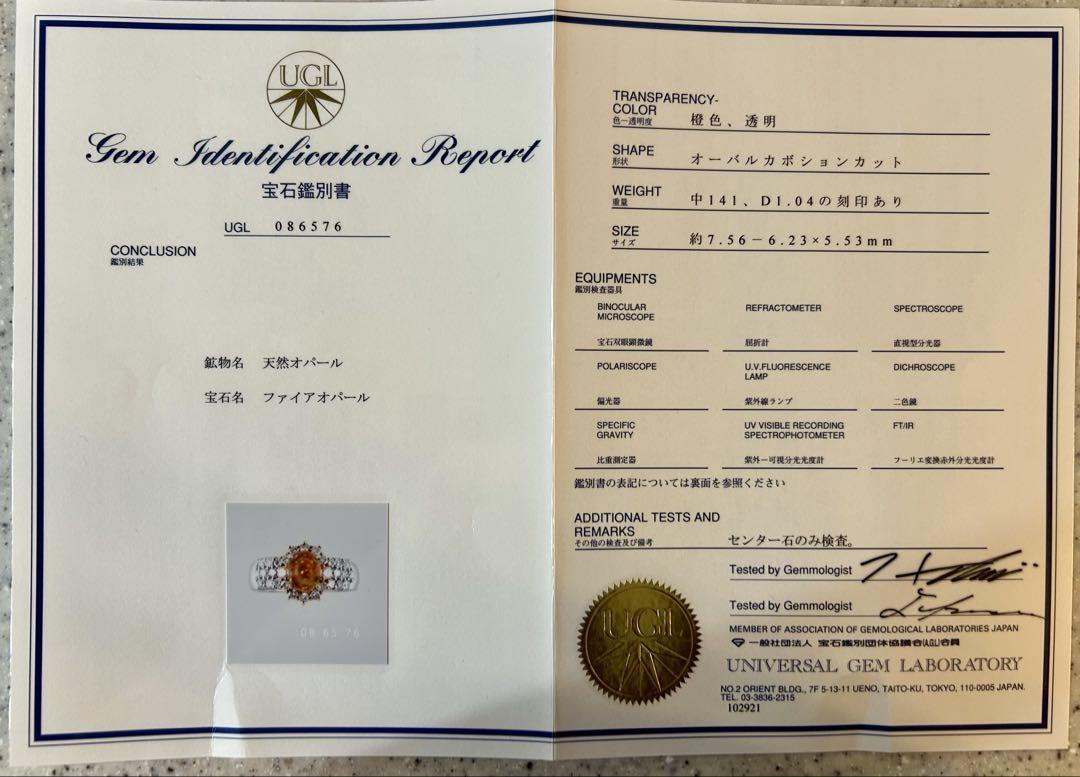 UGL
Gem Identification Report
宝石鑑別書
UGL 086576
CONCLUSION
鑑別結果
鉱物名 天然オパール
宝石名 ファイアオパール
08 65 76
TRANSPARENCY-
COLOR
色－透明度 橙色、透明
SHAPE
形状 オーバルカボションカット
WEIGHT
重量 中141、D1.04の刻印あり
SIZE
サイズ 約7.56－6.23×5.53mm
EQUIPMENTS
鑑別検査器具
BINOCULAR
MICROSCOPE
宝石双眼顕微鏡
REFRACTOMETER
屈折計
SPECTROSCOPE
直視型分光器
POLARISCOPE
偏光器
U.V.FLUORESCENCE
LAMP
紫外線ランプ
DICHROSCOPE
二色鏡
SPECIFIC
GRAVITY
比重測定器
UV VISIBLE RECORDING
SPECTROPHOTOMETER
紫外－可視分光光度計
FT/IR
フーリエ変換赤外分光光度計
鑑別書の表記については裏面を参照ください
ADDITIONAL TESTS AND
REMARKS
その他の検査及び備考 センター石のみ検査。
Tested by Gemmologist
Tested by Gemmologist
UGL
MEMBER OF ASSOCIATION OF GEMOLOGICAL LABORATORIES JAPAN
一般社団法人 宝石鑑別団体協議会(AGL)会員
UNIVERSAL GEM LABORATORY
NO.2 ORIENT BLDG., 7F 5-13-11 UENO, TAITO-KU, TOKYO, 110-0005 JAPAN.
TEL. 03-3836-2315
102921